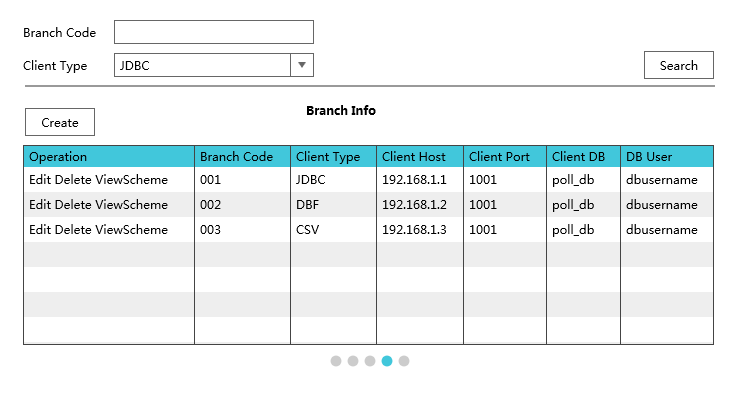 Branch Code
Client Type JDBC
Search
Branch Info
Create
Operation Branch Code Client Type Client Host Client Port Client DB DB User
Edit Delete ViewScheme 001 JDBC 192.168.1.1 1001 poll_db dbusername
Edit Delete ViewScheme 002 DBF 192.168.1.2 1001 poll_db dbusername
Edit Delete ViewScheme 003 CSV 192.168.1.3 1001 poll_db dbusername